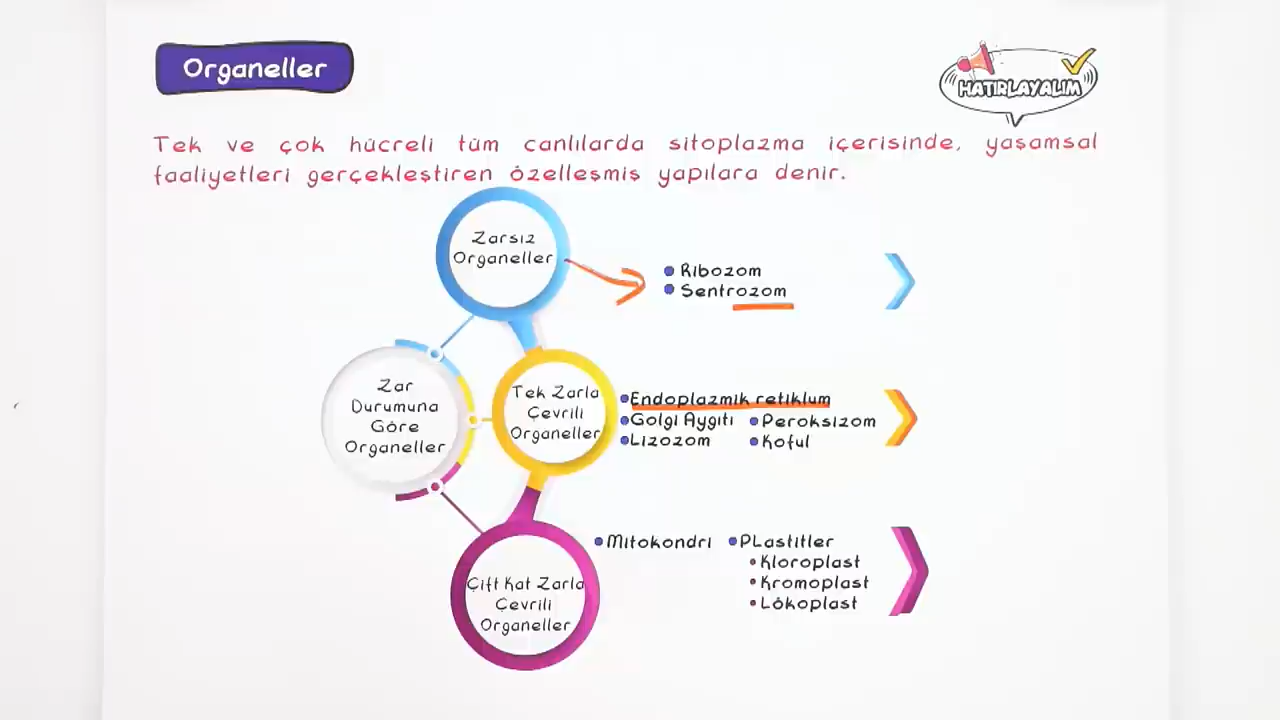 Organeller
HATIRLAYALIM
Tek ve çok hücreli tüm canlılarda sitoplazma içerisinde, yaşamsal
faaliyetleri gerçekleştiren özelleşmiş yapılara denir.
Zarsız
Organeller
• Ribozom
• Sentrozom
Zar
Durumuna
Göre
Organeller
Tek Zarla
Çevrili
Organeller
• Endoplazmik retiklum
• Golgi Aygıtı • Peroksizom
• Lizozom • Koful
Çift Kat Zarla
Çevrili
Organeller
• Mitokondri • PLastitler
• Kloroplast
• Kromoplast
• Lökoplast